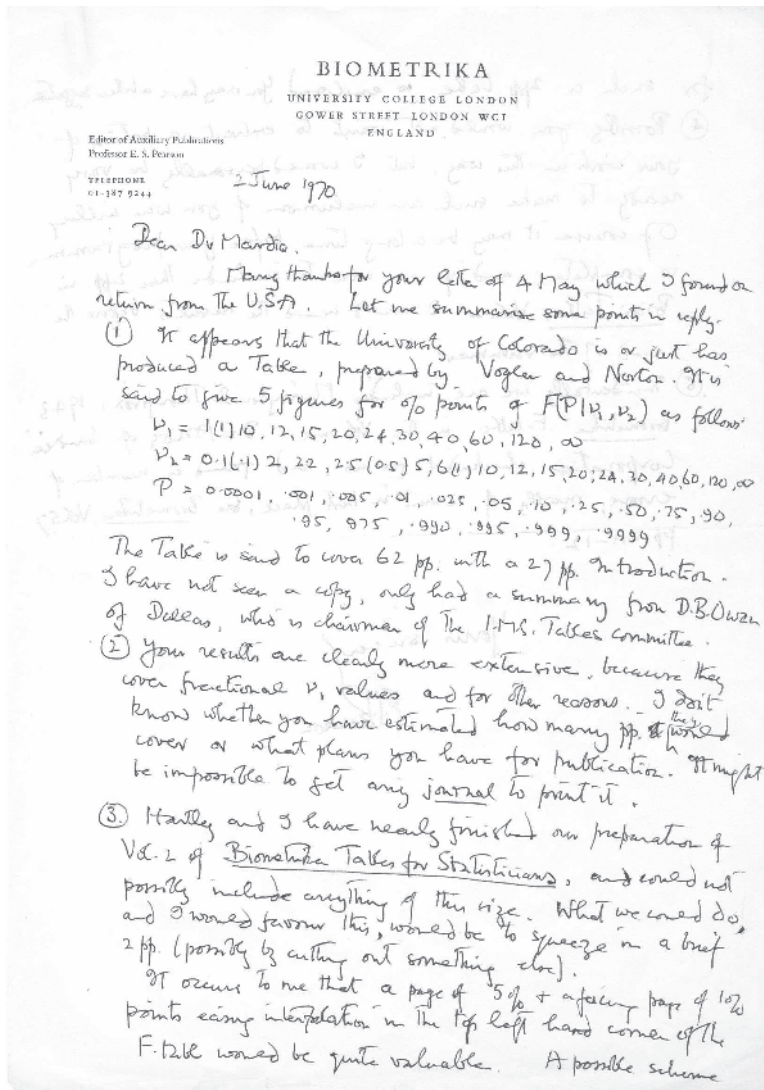 BIOMETRIKA
UNIVERSITY COLLEGE LONDON
GOWER STREET LONDON WC1
ENGLAND
Editor of Auxiliary Publications
Professor E. S. Pearson
TELEPHONE
01-387 9244
2 June 1970
Dear Dr Mardia.
Many thanks for your letter of 4 May which I found on
return from the U.S.A. Let me summarise some points in reply.
(1) It appears that the University of Colorado is or just has
produced a Table, prepared by Vogler and Norton. It is
said to give 5 figures for % points of F(P|ν1, ν2) as follows:
ν1 = 1(1)10, 12, 15, 20, 24, 30, 40, 60, 120, ∞
ν2 = 0.1(.1) 2, 2.2, 2.5 (0.5) 5, 6(1) 10, 12, 15, 20, 24, 30, 40, 60, 120, ∞
P = 0.0001, .001, .005, .01, .025, .05, .10, .25, .50, .75, .90,
.95, 975, .990, .995, .999, .9999
The Table is said to cover 62 pp. with a 27 pp. Introduction.
I have not seen a copy, only had a summary from D.B. Owen
of Dallas, who is chairman of the I.M.S. Tables committee.
(2) Your results are clearly more extensive, because they
cover fractional ν, values and for other reasons. I don't
know whether you have estimated how many pp. they would
cover or what plans you have for publication. It might
be impossible to get any journal to print it.
(3.) Hartley and I have nearly finished our preparation of
Vol. 2 of Biometrika Tables for Statisticians, and could not
possibly include anything of this size. What we could do,
and I would favour this, would be to squeeze in a brief
2 pp. (possibly by cutting out something else).
It occurs to me that a page of 5% + a facing page of 10%
points easing interpolation in the top left hand corner of the
F-table would be quite valuable. A possible scheme